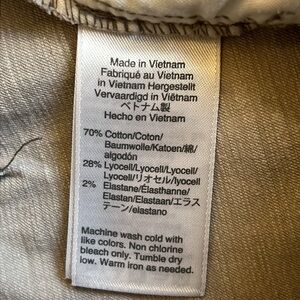 Made in Vietnam
Fabriqué au Vietnam
in Vietnam Hergestellt
Vervaardigd in Viêtnam
ベトナム製
Hecho en Vietnam
70% Cotton/Coton/
Baumwolle/Katoen/綿/
algodón
28% Lyocell/Lyocell/Lyocell/
Lyocell/リオセル/lyocell
2% Elastane/Élasthanne/
Elastan/Elastaan/エラス
テーン/elastano
Machine wash cold with
like colors. Non chlorine
bleach only. Tumble dry
low. Warm iron as needed.